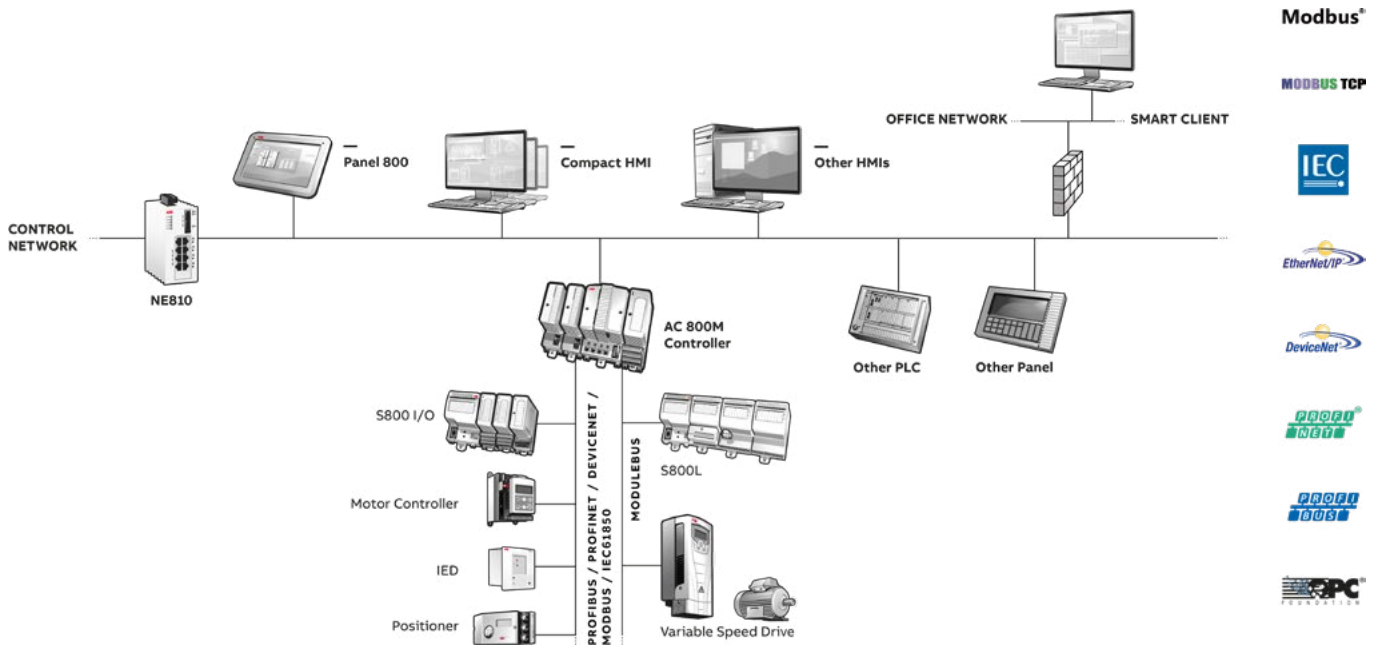 Modbus®
MODBUS TCP
OFFICE NETWORK
SMART CLIENT
Panel 800
Compact HMI
Other HMIs
IEC
CONTROL
NETWORK
EtherNet/IP
NE810
AC 800M
Controller
DeviceNet
Other PLC
Other Panel
S800 I/O
PROFIBUS / PROFINET / DEVICENET /
MODBUS / IEC61850
MODULEBUS
S800L
PROFI
NET®
Motor Controller
PROFI
BUS
IED
OPC®
FOUNDATION
Positioner
Variable Speed Drive